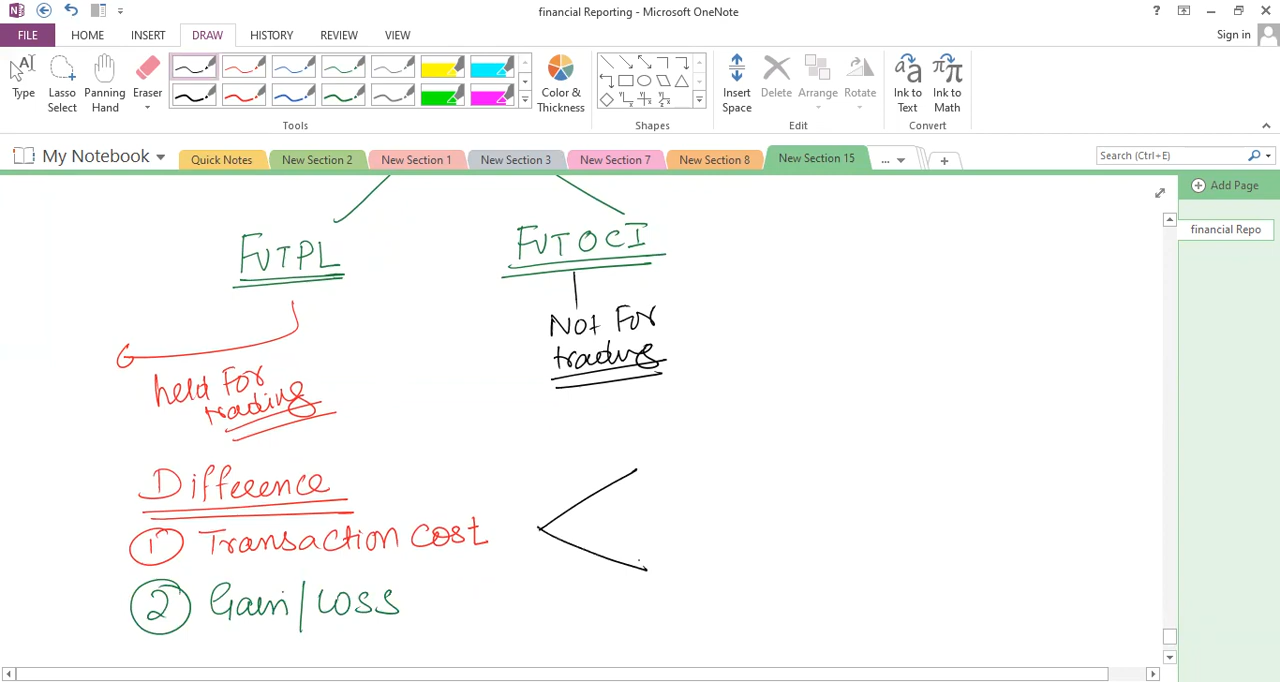 financial Reporting - Microsoft OneNote
?
Sign in
FILE
HOME
INSERT
DRAW
HISTORY
REVIEW
VIEW
Type
Lasso Select
Panning Hand
Eraser
Color & Thickness
Insert Space
Delete
Arrange
Rotate
Ink to Text
Ink to Math
Tools
Shapes
Edit
Convert
My Notebook
Quick Notes
New Section 2
New Section 1
New Section 3
New Section 7
New Section 8
New Section 15
...
Search (Ctrl+E)
Add Page
financial Repo
FVTPL
FVTOCI
Not For
trading
held For
trading
Difference
① Transaction cost
② Gain/Loss